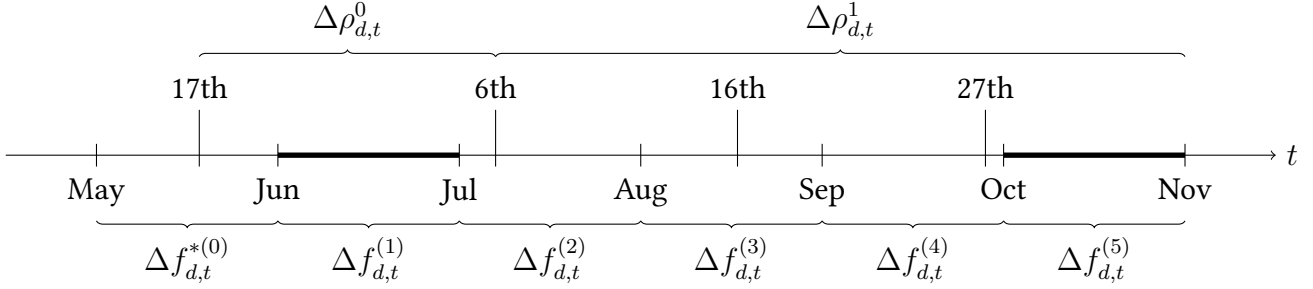 Δρ⁰_{d,t} Δρ¹_{d,t}
17th 6th 16th 27th
t
May Jun Jul Aug Sep Oct Nov
Δf^{*(0)}_{d,t} Δf^{(1)}_{d,t} Δf^{(2)}_{d,t} Δf^{(3)}_{d,t} Δf^{(4)}_{d,t} Δf^{(5)}_{d,t}